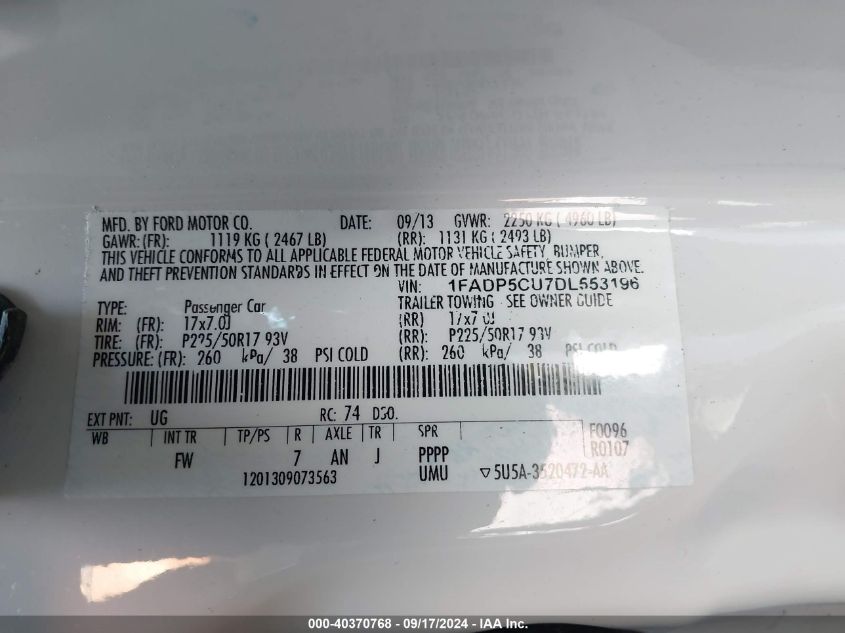 MFD. BY FORD MOTOR CO. DATE: 09/13 GVWR: 2250 KG ( 4960 LB)
GAWR: (FR): 1119 KG ( 2467 LB) (RR): 1131 KG ( 2493 LB)
THIS VEHICLE CONFORMS TO ALL APPLICABLE FEDERAL MOTOR VEHICLE SAFETY, BUMPER,
AND THEFT PREVENTION STANDARDS IN EFFECT ON THE DATE OF MANUFACTURE SHOWN ABOVE.
VIN: 1FADP5CU7DL553196
TYPE: Passenger Car TRAILER TOWING - SEE OWNER GUIDE
RIM: (FR): 17x7.0J (RR) 17x7.0J
TIRE: (FR): P225/50R17 93V (RR): P225/50R17 93V
PRESSURE: (FR): 260 kPa/ 38 PSI COLD (RR): 260 kPa/ 38 PSI COLD
EXT PNT: UG RC: 74 DSO:
WB INT TR TP/PS R AXLE TR SPR F0096
FW 7 AN J PPPP R0107
1201309073563 UMU ▽5U5A-3520472-AA
000-40370768 - 09/17/2024 - IAA Inc.